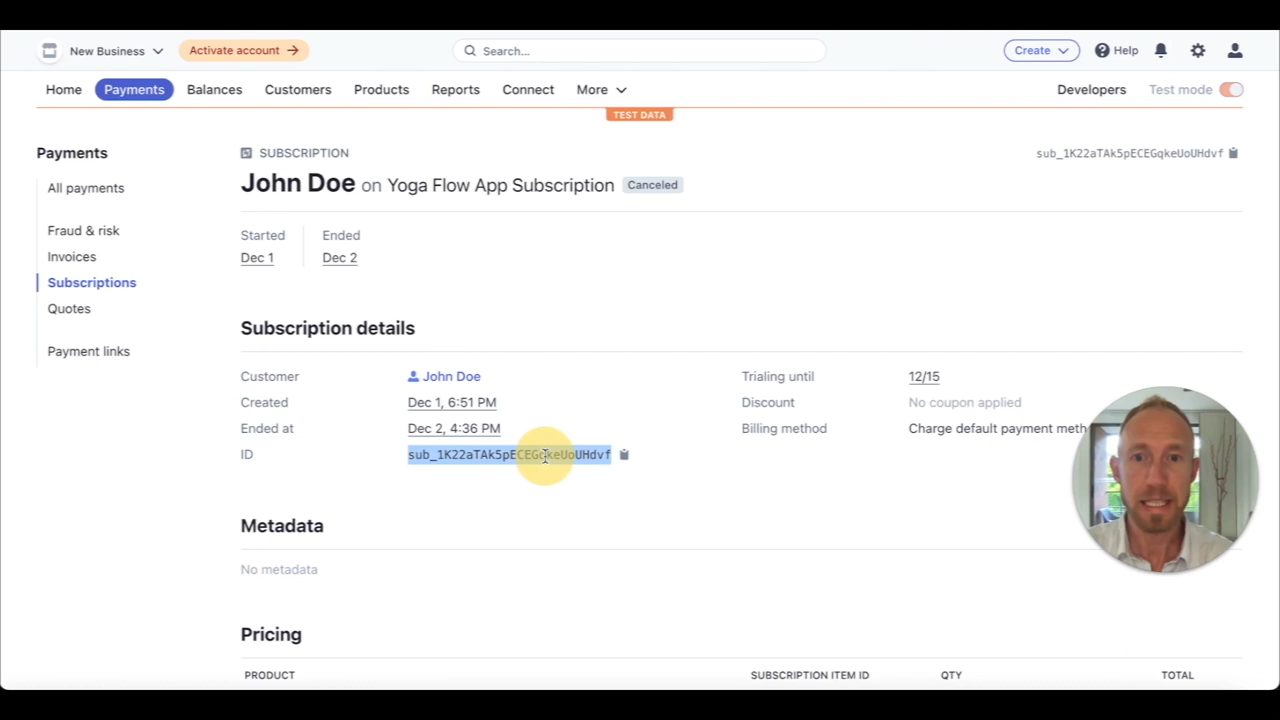 New Business
Activate account →
Search...
Create
Help
Home
Payments
Balances
Customers
Products
Reports
Connect
More
Developers
Test mode
TEST DATA
Payments
All payments
Fraud & risk
Invoices
Subscriptions
Quotes
Payment links
SUBSCRIPTION
sub_1K22aTAk5pECEGqkeUoUHdvf
John Doe on Yoga Flow App Subscription Canceled
Started Ended
Dec 1 Dec 2
Subscription details
Customer John Doe
Created Dec 1, 6:51 PM
Ended at Dec 2, 4:36 PM
ID sub_1K22aTAk5pECEGqkeUoUHdvf
Trialing until 12/15
Discount No coupon applied
Billing method Charge default payment meth
Metadata
No metadata
Pricing
PRODUCT SUBSCRIPTION ITEM ID QTY TOTAL